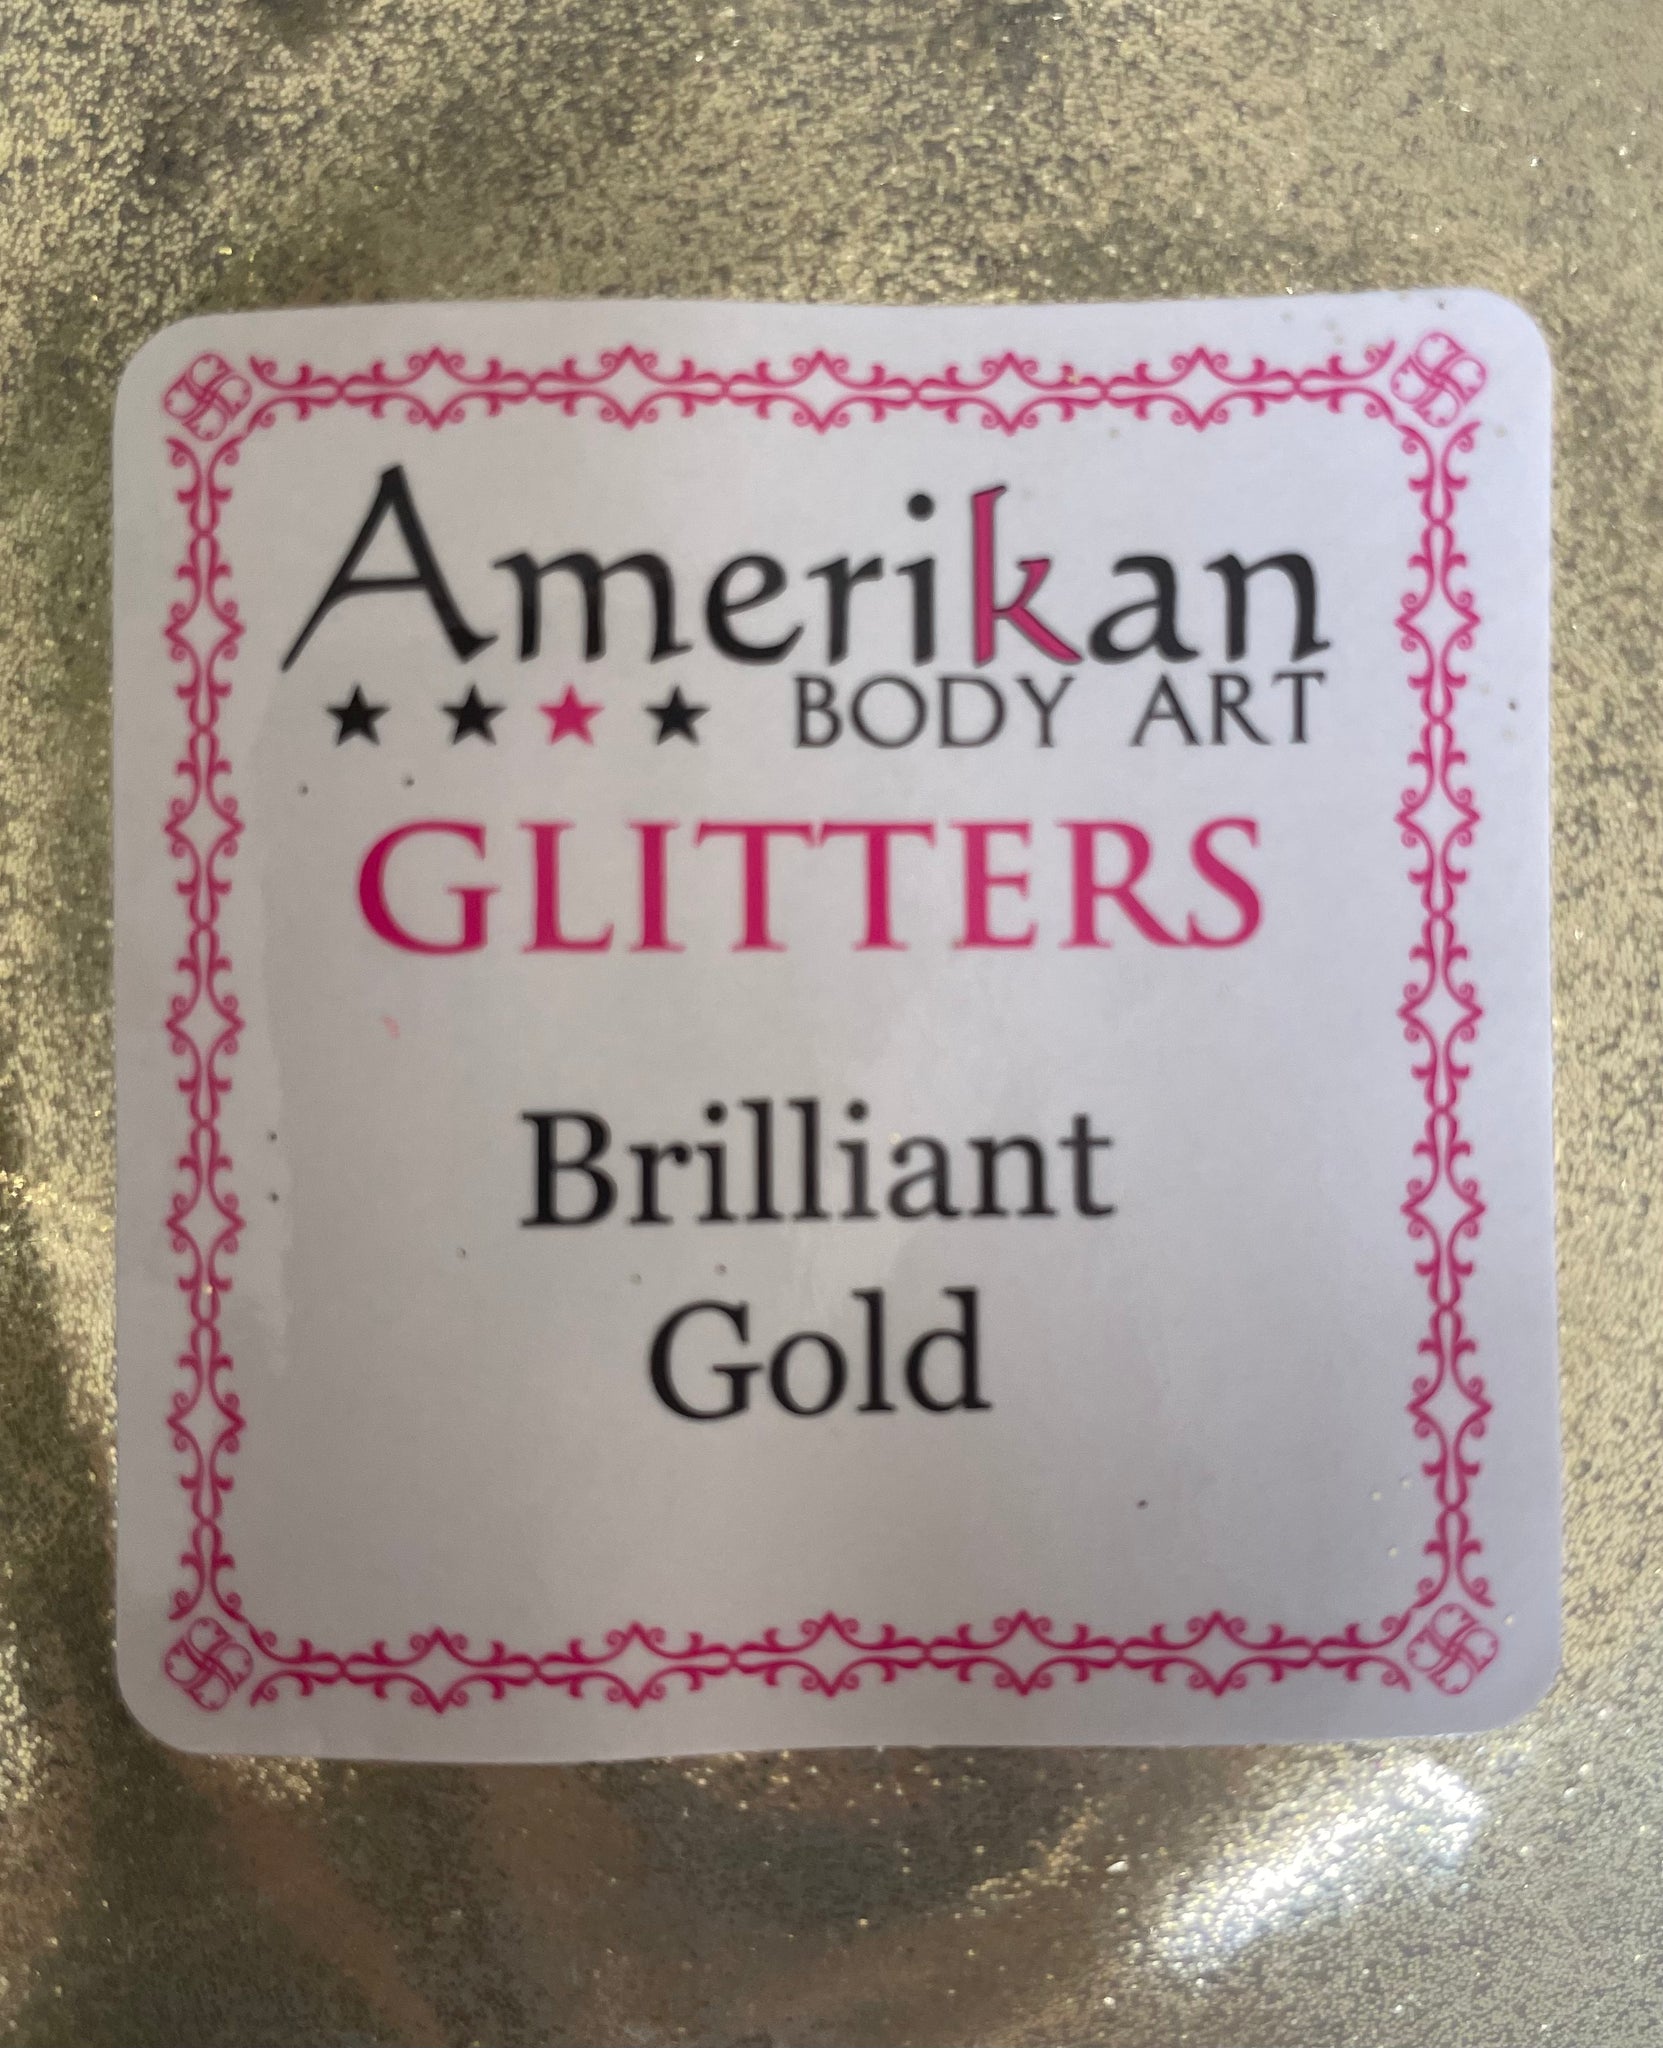 Amerikan
★ ★ ★ ★ BODY ART
GLITTERS
Brilliant
Gold